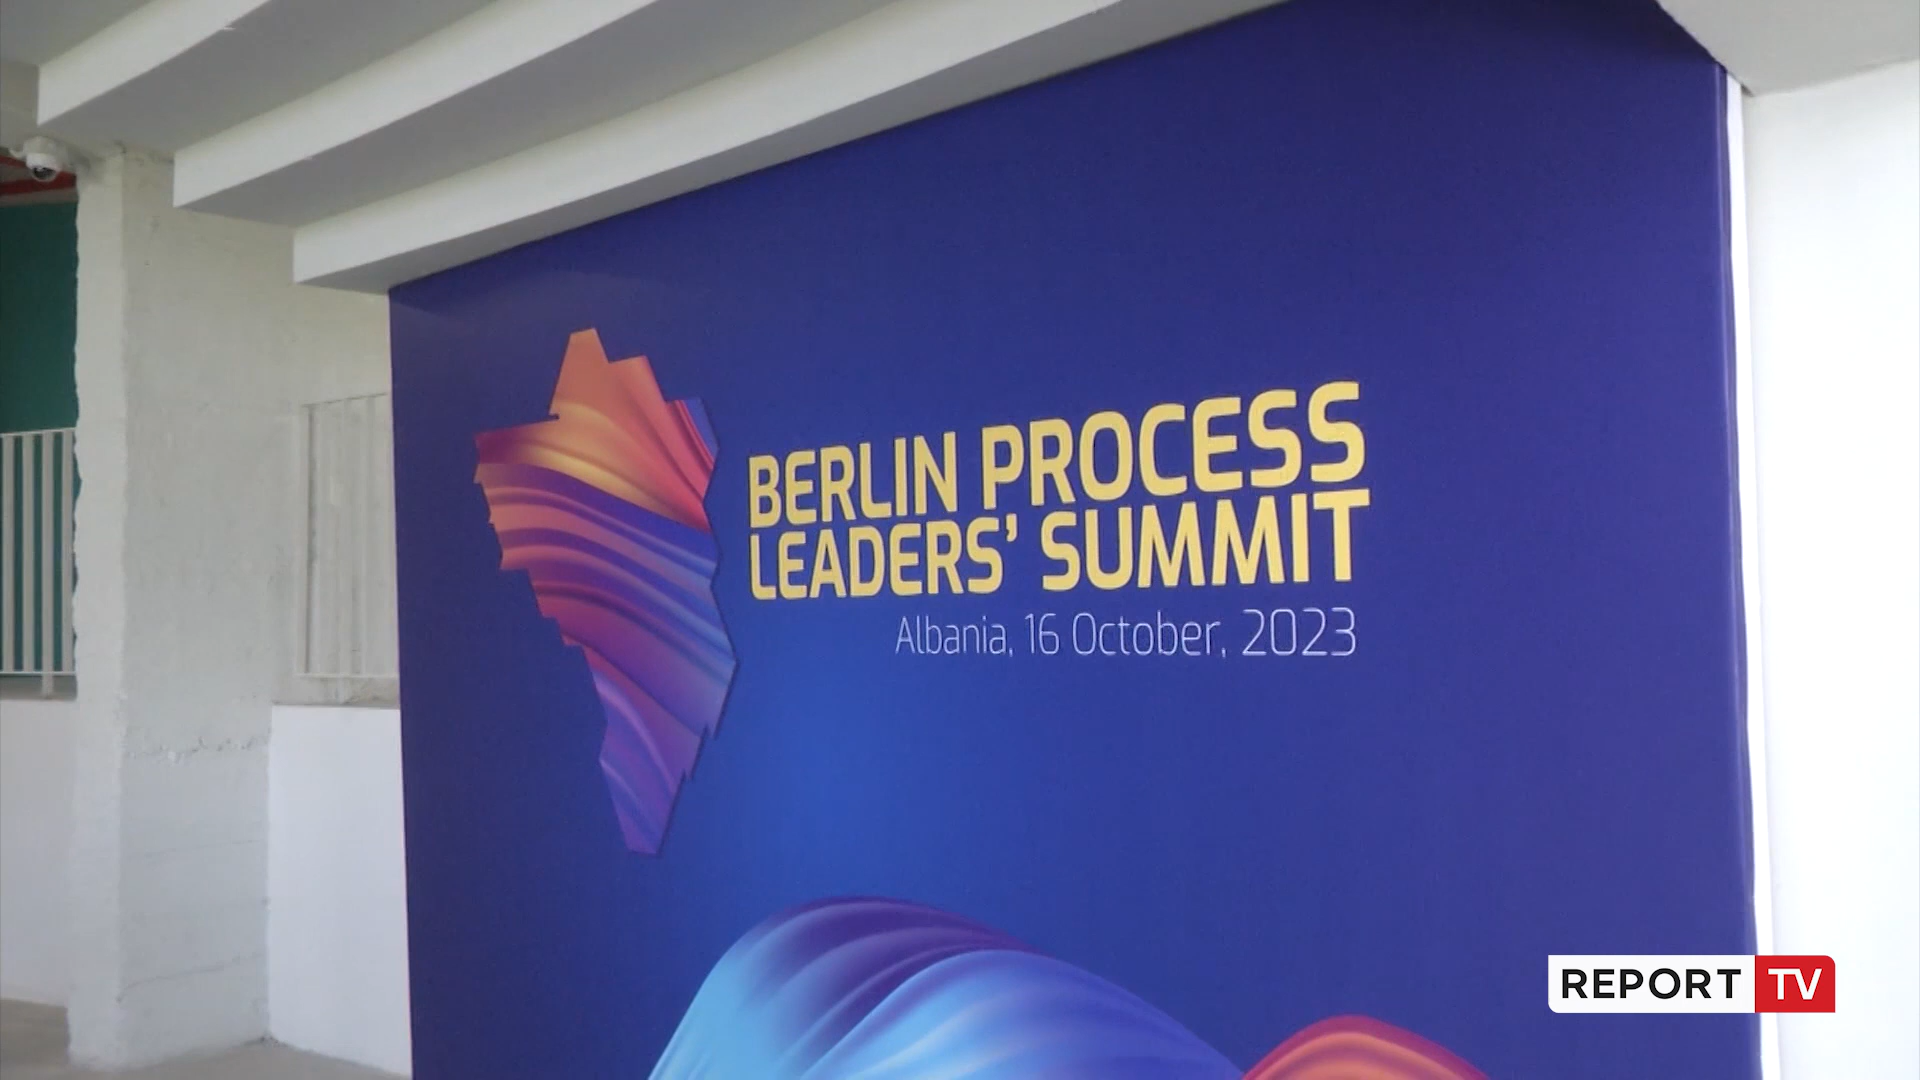 BERLIN PROCESS
LEADERS' SUMMIT
Albania, 16 October, 2023
REPORT TV